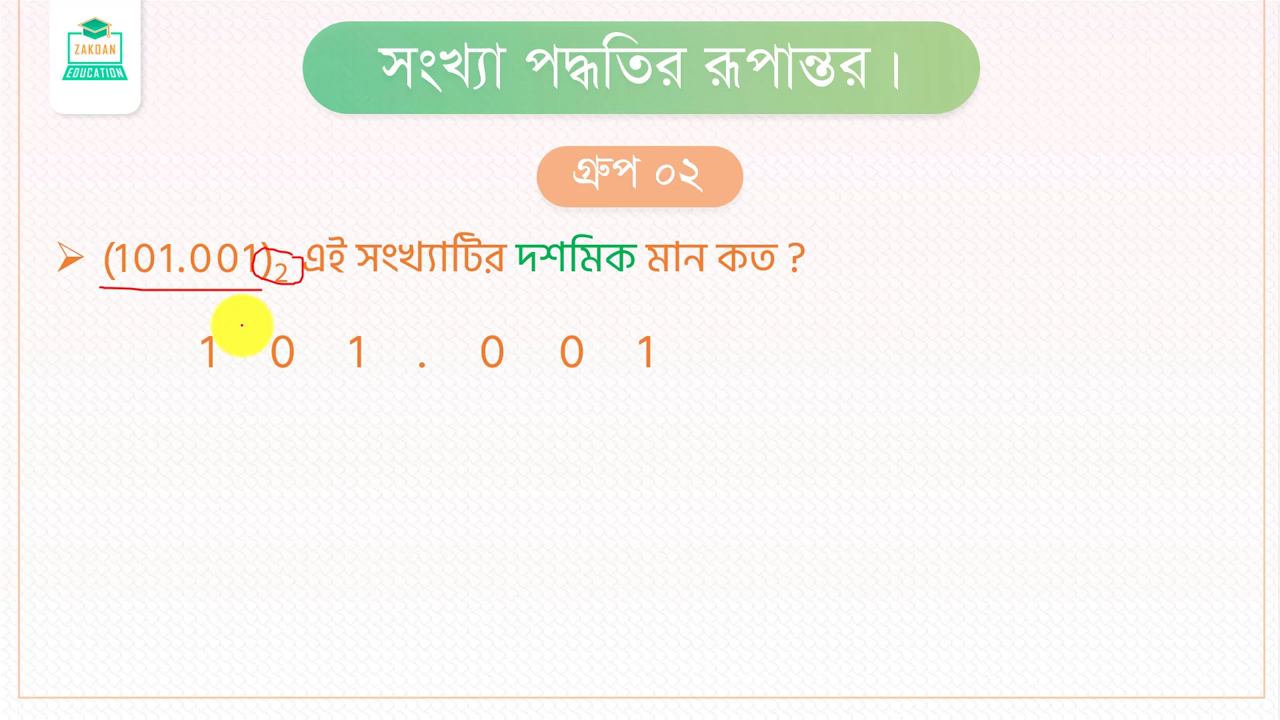 ZAKOAN
EDUCATION
সংখ্যা পদ্ধতির রূপান্তর ।
গ্রুপ ০২
➢ (101.001)₂ এই সংখ্যাটির দশমিক মান কত ?
1 0 1 . 0 0 1